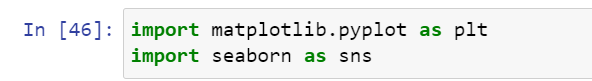 In [46]: import matplotlib.pyplot as plt
import seaborn as sns